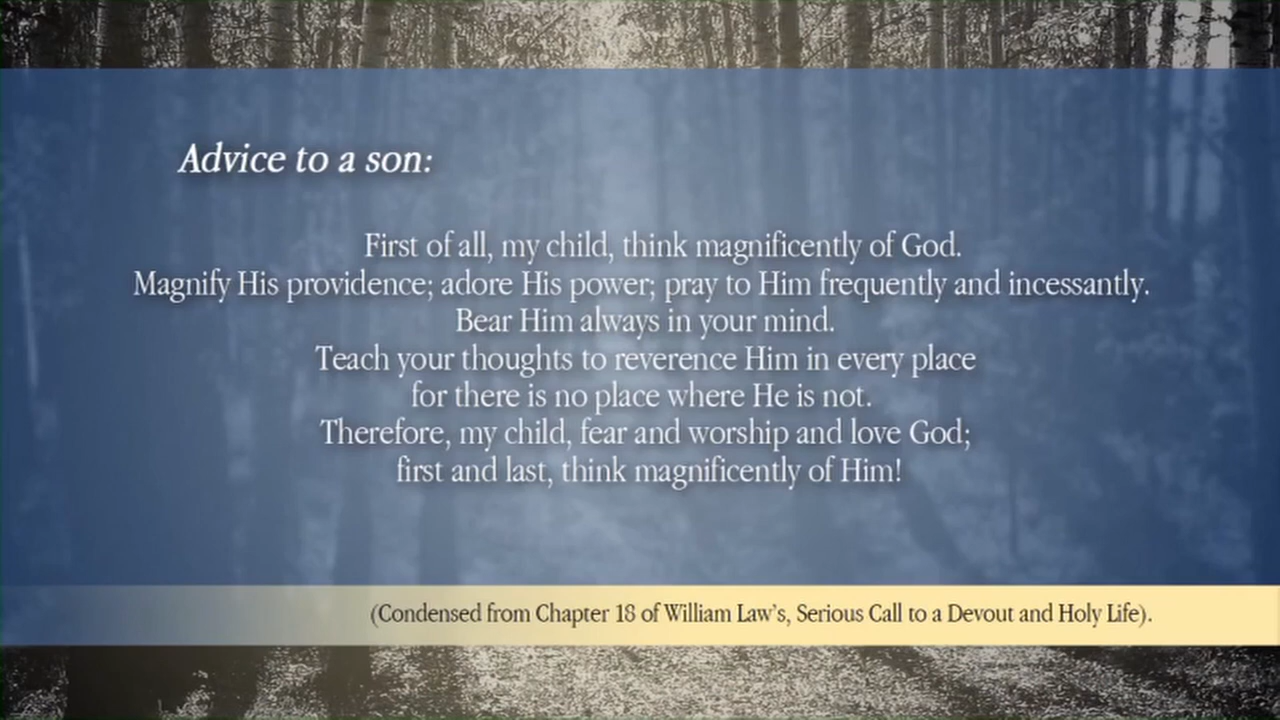 Advice to a son:
First of all, my child, think magnificently of God.
Magnify His providence; adore His power; pray to Him frequently and incessantly.
Bear Him always in your mind.
Teach your thoughts to reverence Him in every place
for there is no place where He is not.
Therefore, my child, fear and worship and love God;
first and last, think magnificently of Him!
(Condensed from Chapter 18 of William Law's, Serious Call to a Devout and Holy Life).